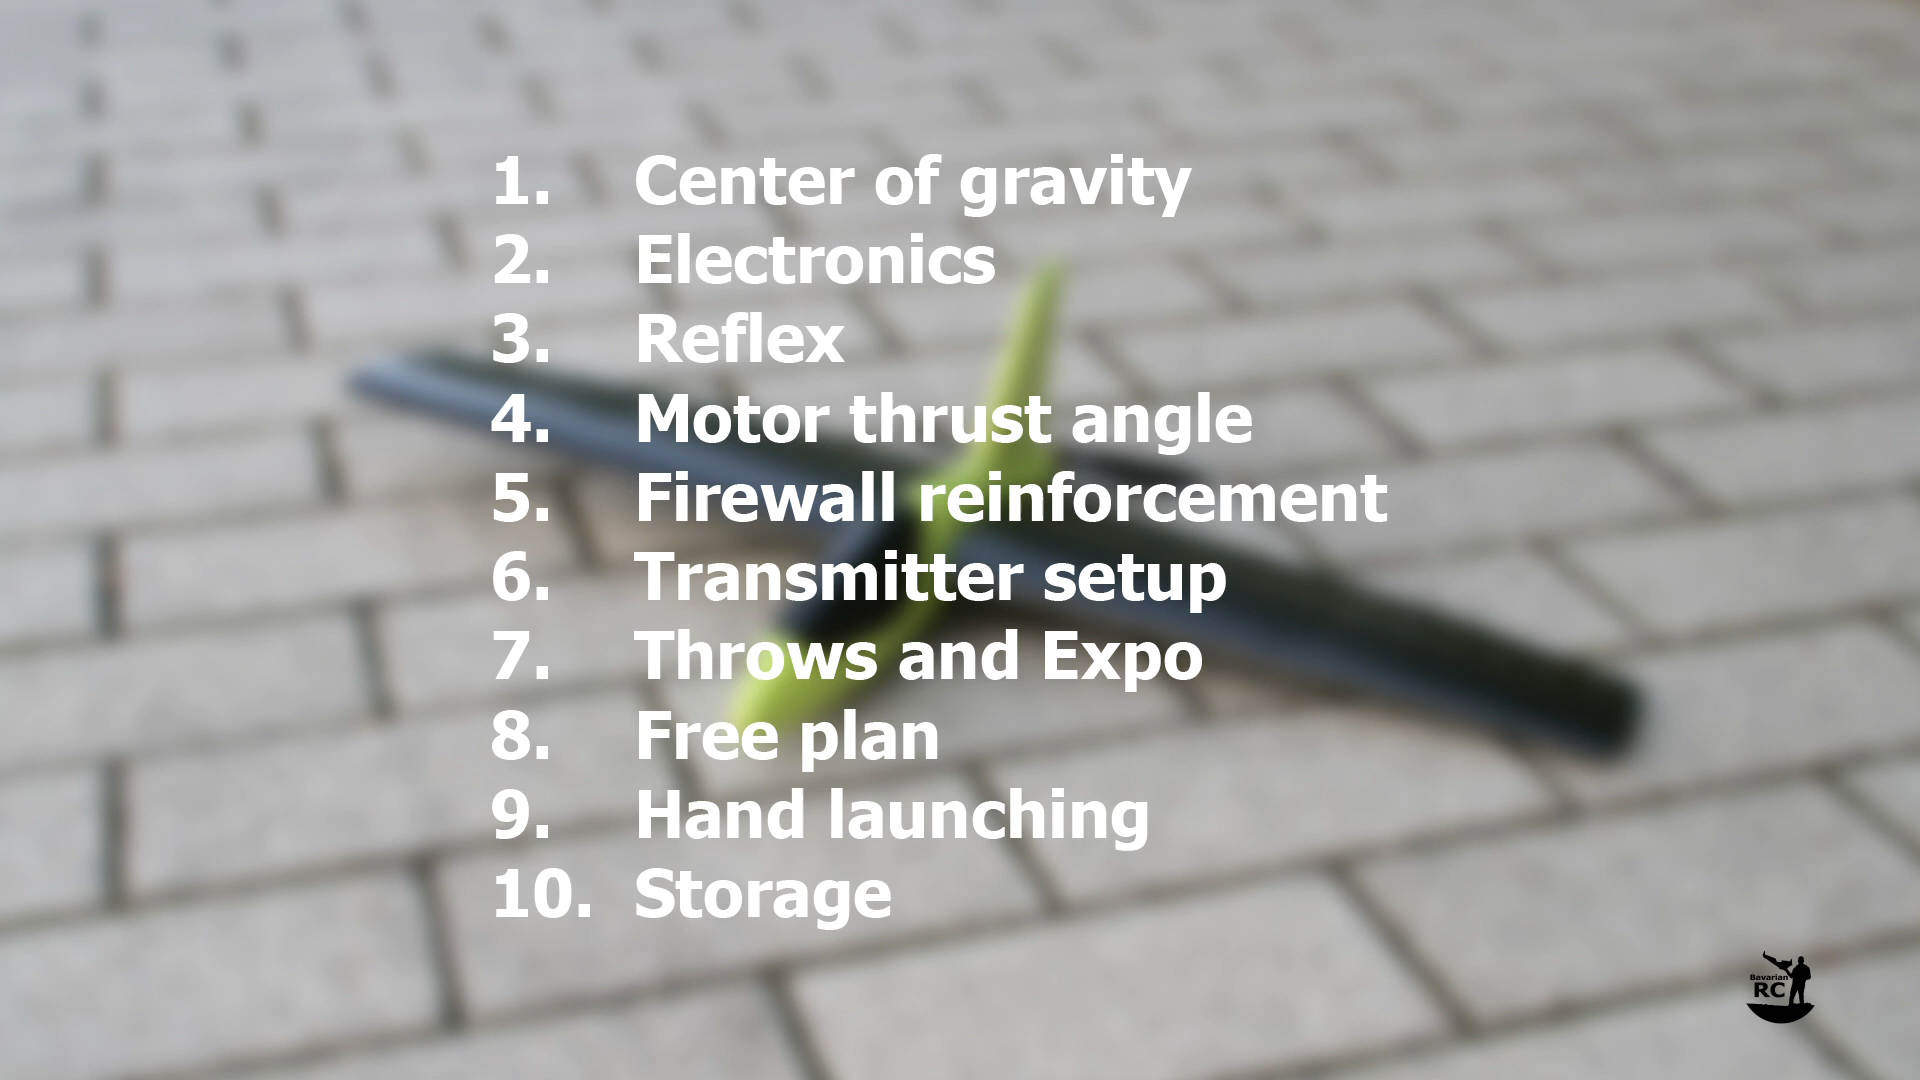 1. Center of gravity
2. Electronics
3. Reflex
4. Motor thrust angle
5. Firewall reinforcement
6. Transmitter setup
7. Throws and Expo
8. Free plan
9. Hand launching
10. Storage
Bavarian
RC